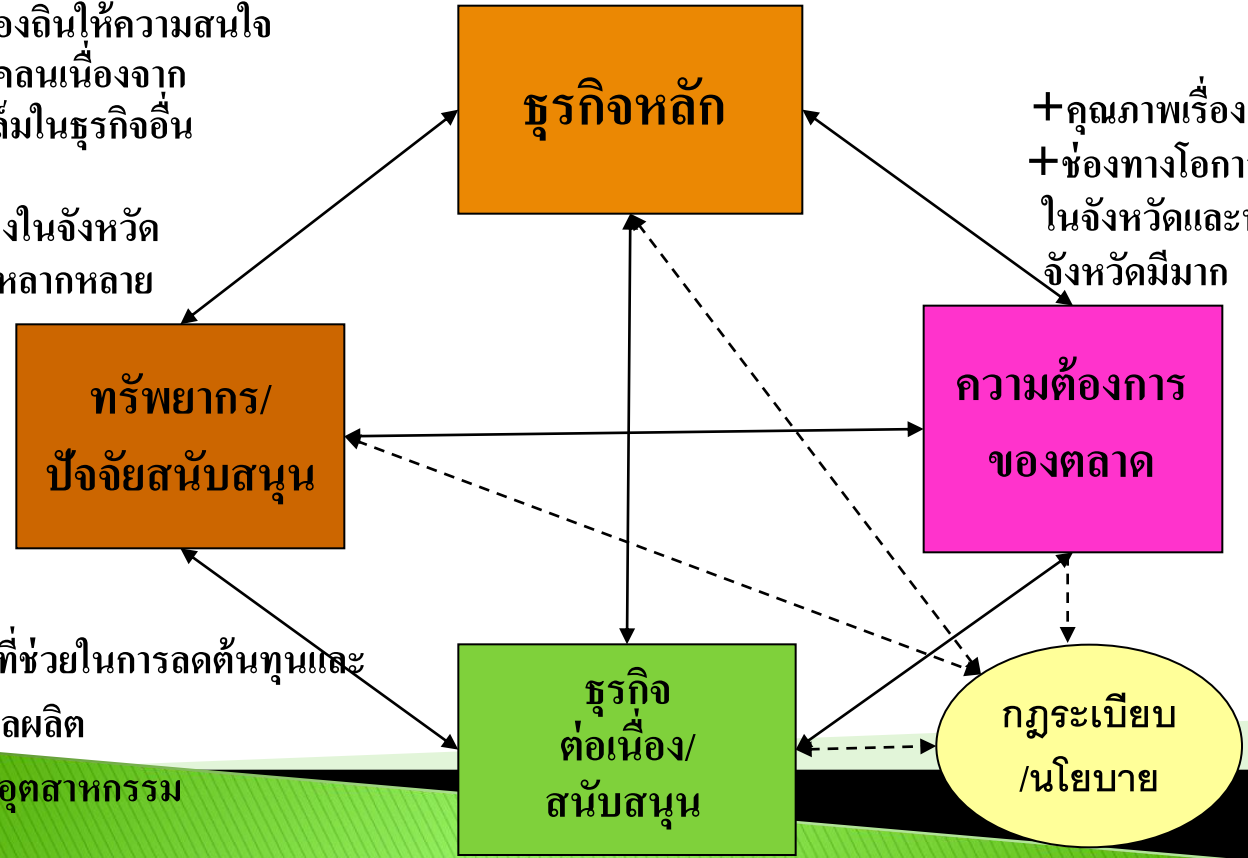 องถิ่นให้ความสนใจ
คลนเนื่องจาก
ล้มในธุรกิจอื่น
งในจังหวัด
หลากหลาย
ธุรกิจหลัก
+คุณภาพเรื่อง
+ช่องทางโอกา
ในจังหวัดและ
จังหวัดมีมาก
ทรัพยากร/
ปัจจัยสนับสนุน
ความต้องการ
ของตลาด
ที่ช่วยในการลดต้นทุนและ
ลผลิต
อุตสาหกรรม
ธุรกิจ
ต่อเนื่อง/
สนับสนุน
กฎระเบียบ
/นโยบาย